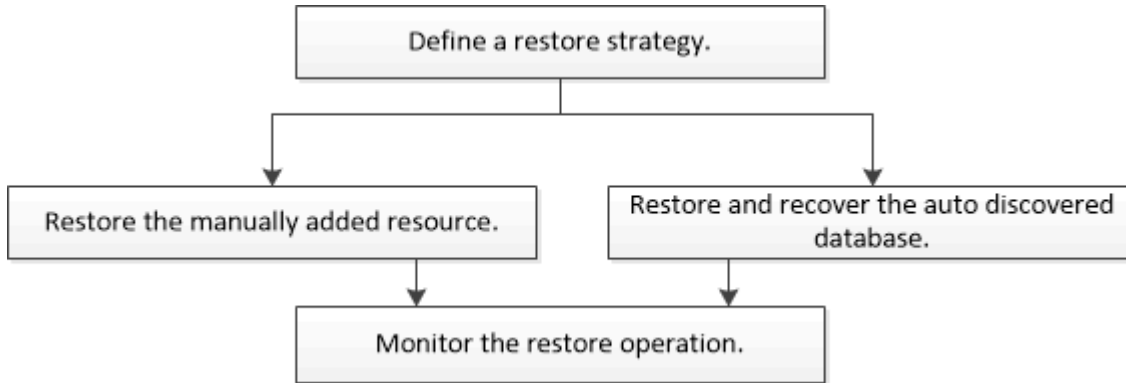 Define a restore strategy.
Restore the manually added resource.
Restore and recover the auto discovered
database.
Monitor the restore operation.